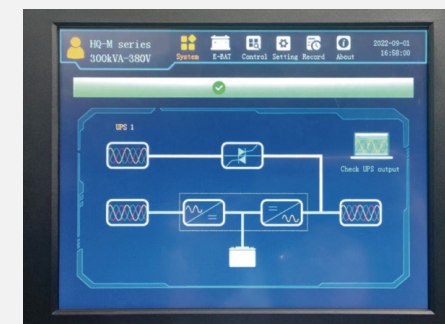 HQ-M series
300kVA-380V
System
E-BAT
Control
Setting
Record
About
2022-09-01
16:58:00
UPS 1
Check UPS output